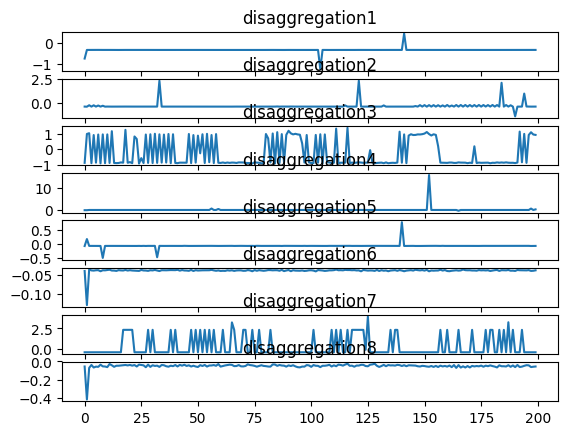 disaggregation1
0
−1
disaggregation2
2.5
0.0
disaggregation3
1
0
−1
disaggregation4
10
0
disaggregation5
0.5
0.0
−0.5
disaggregation6
−0.05
−0.10
disaggregation7
2.5
0.0
disaggregation8
0.0
−0.2
−0.4
0 25 50 75 100 125 150 175 200